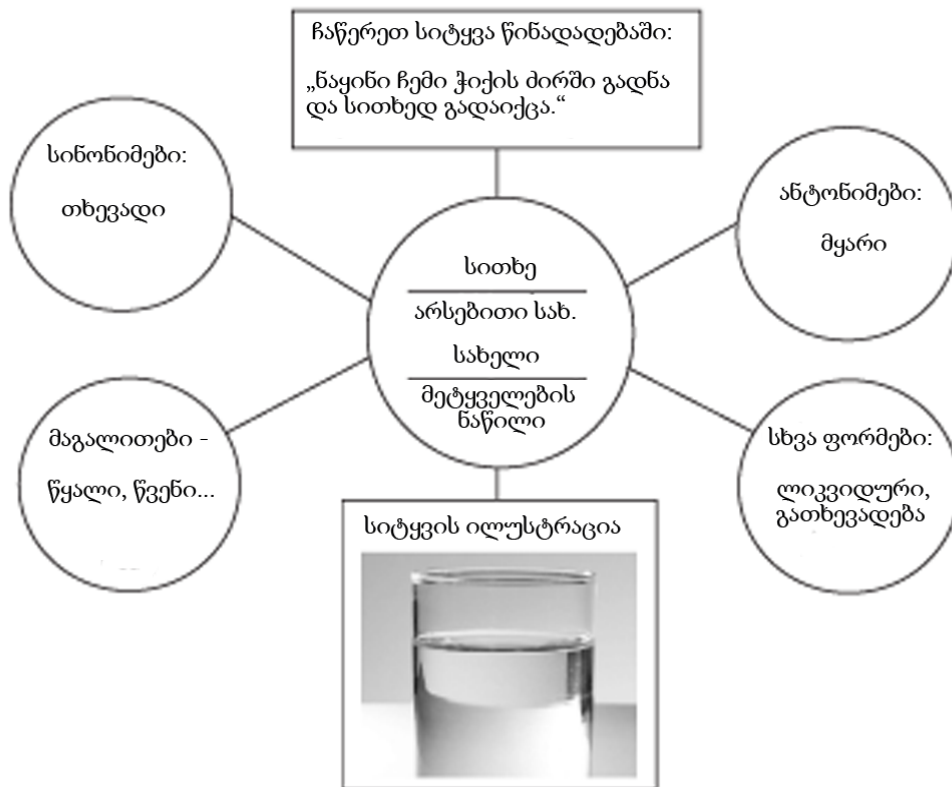 ჩაწერეთ სიტყვა წინადადებაში:
„ნაყინი ჩემი ჭიქის ძირში გადნა
და სითხედ გადაიქცა.“
სინონიმები:
თხევადი
ანტონიმები:
მყარი
სითხე
არსებითი სახ.
სახელი
მეტყველების
ნაწილი
მაგალითები -
წყალი, წვენი...
სხვა ფორმები:
ლიკვიდური,
გათხევადება
სიტყვის ილუსტრაცია